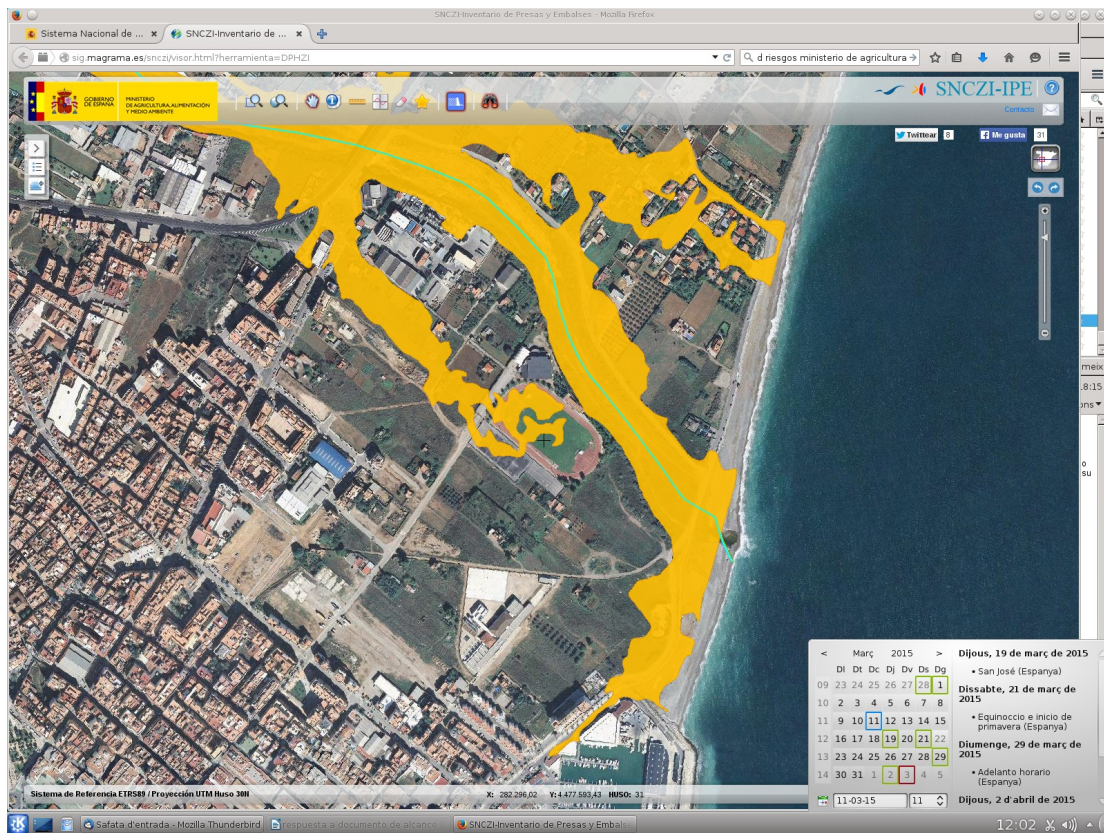 SNCZI-Inventario de Presas y Embalses - Mozilla Firefox
Sistema Nacional de ...
SNCZI-Inventario de ...
sig.magrama.es/snczi/visor.html?herramienta=DPHZI
d riesgos ministerio de agricultura
GOBIERNO DE ESPAÑA
MINISTERIO DE AGRICULTURA, ALIMENTACIÓN Y MEDIO AMBIENTE
SNCZI-IPE
Contacto
Twittear 8
Me gusta 31
meix
8:15
ons
o
su
Sistema de Referencia ETRS89 / Proyección UTM Huso 30N
X: 282.296,02 Y: 4.477.593,43 HUSO: 31
< Març 2015 >
Dl Dt Dc Dj Dv Ds Dg
09 23 24 25 26 27 28 1
10 2 3 4 5 6 7 8
11 9 10 11 12 13 14 15
12 16 17 18 19 20 21 22
13 23 24 25 26 27 28 29
14 30 31 1 2 3 4 5
11-03-15 11
Dijous, 19 de març de 2015
• San José (Espanya)
Dissabte, 21 de març de
2015
• Equinoccio e inicio de
primavera (Espanya)
Diumenge, 29 de març de
2015
• Adelanto horario
(Espanya)
Dijous, 2 d'abril de 2015
Safata d'entrada - Mozilla Thunderbird
respuesta a documento de alcance
SNCZI-Inventario de Presas y Embals
12:02